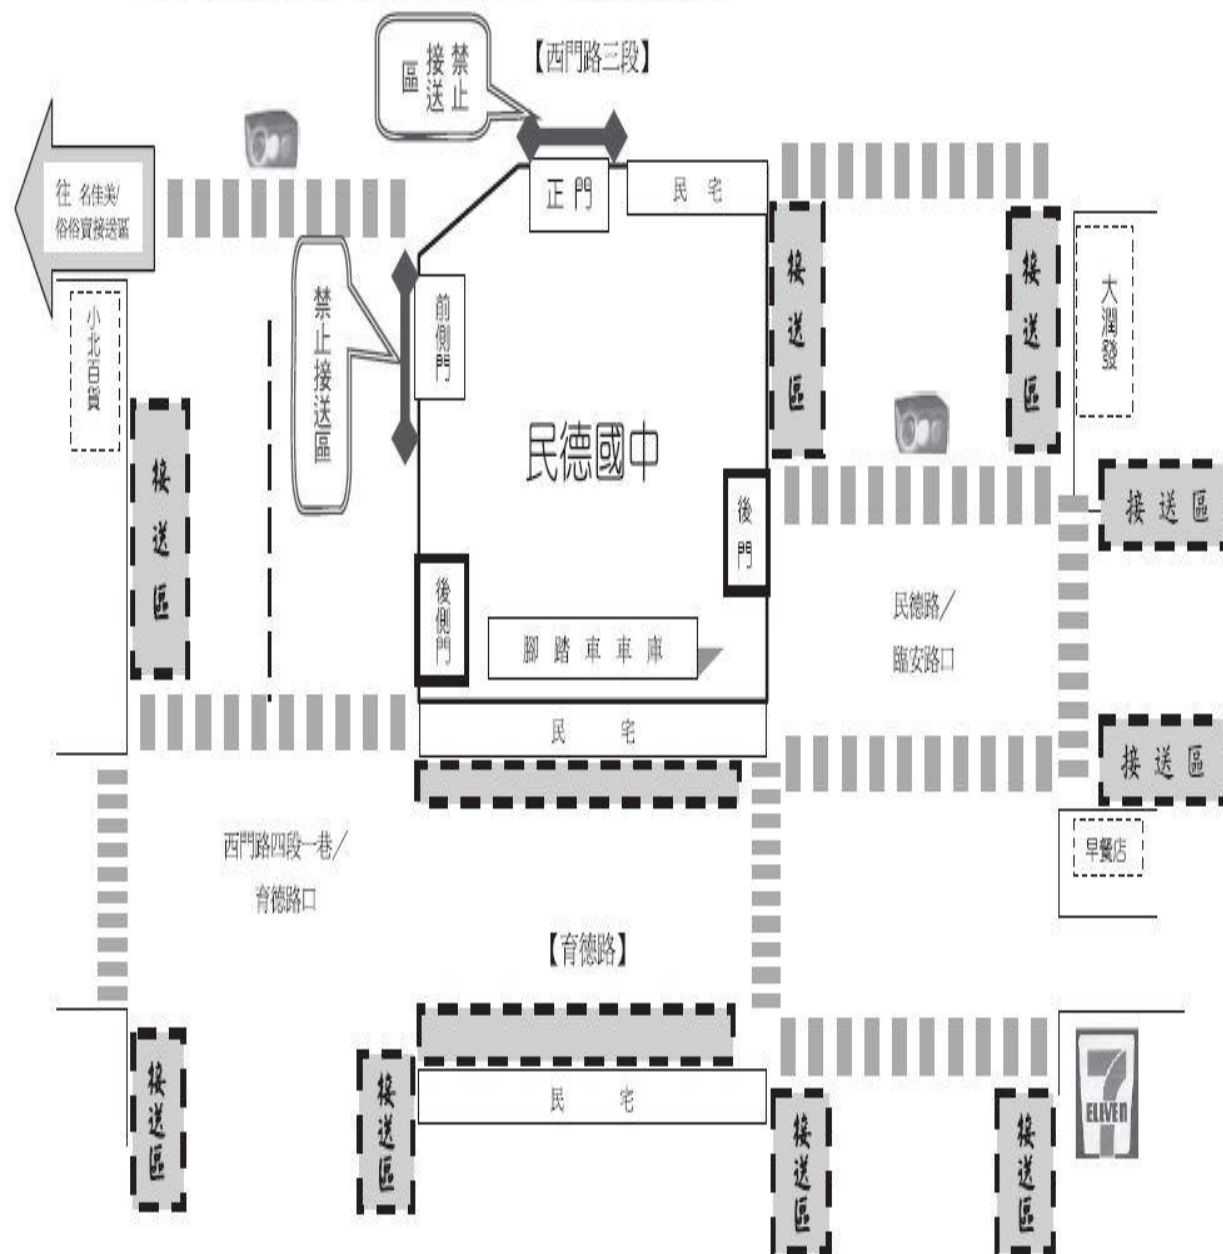 【西門路三段】
禁止
接送
區
往 名佳美/
俗俗賣接送區
正門
民宅
接送區
接送區
大潤發
小北百貨
禁止接送區
前側門
民德國中
接送區
後門
接送區
後側門
腳踏車車庫
民德路/
臨安路口
民宅
接送區
早餐店
西門路四段一巷/
育德路口
【育德路】
接送區
接送區
民宅
接送區
接送區
7
ELEVEn